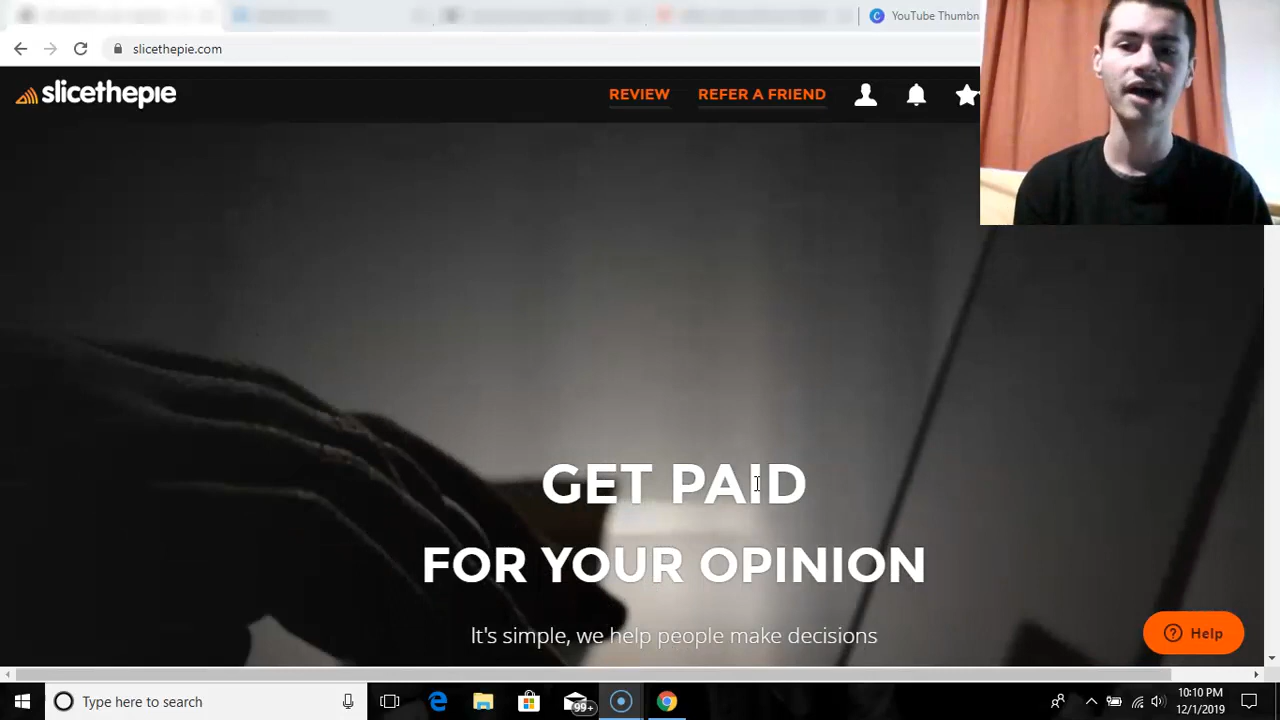 YouTube Thumbn
slicethepie.com
slicethepie
REVIEW
REFER A FRIEND
GET PAID
FOR YOUR OPINION
It's simple, we help people make decisions
Help
Type here to search
99+
10:10 PM
12/1/2019